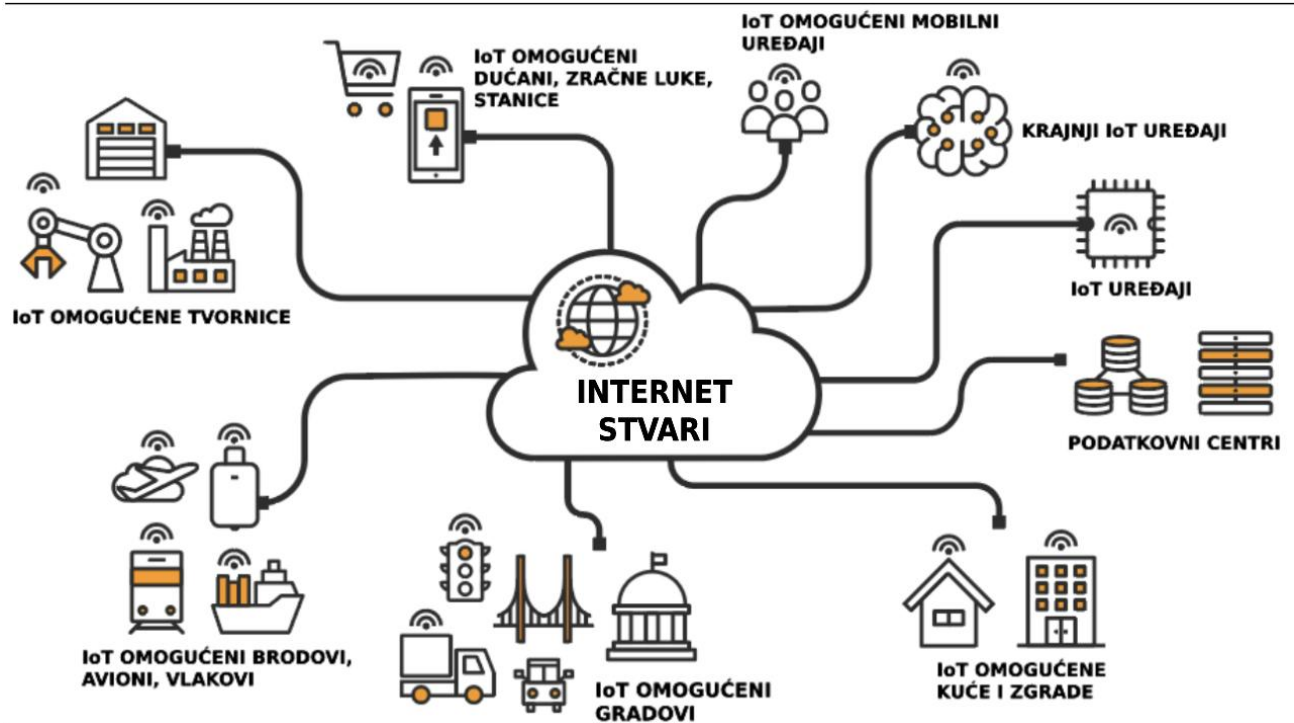 IoT OMOGUĆENI MOBILNI
UREĐAJI
IoT OMOGUĆENI
DUĆANI, ZRAČNE LUKE,
STANICE
KRAJNJI IoT UREĐAJI
IoT UREĐAJI
IoT OMOGUĆENE TVORNICE
INTERNET
STVARI
PODATKOVNI CENTRI
IoT OMOGUĆENI BRODOVI,
AVIONI, VLAKOVI
IoT OMOGUĆENI
GRADOVI
IoT OMOGUĆENE
KUĆE I ZGRADE